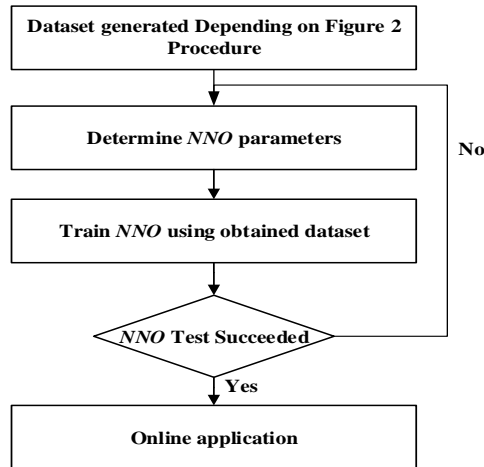 Dataset generated Depending on Figure 2
Procedure
Determine NNO parameters
No
Train NNO using obtained dataset
NNO Test Succeeded
Yes
Online application